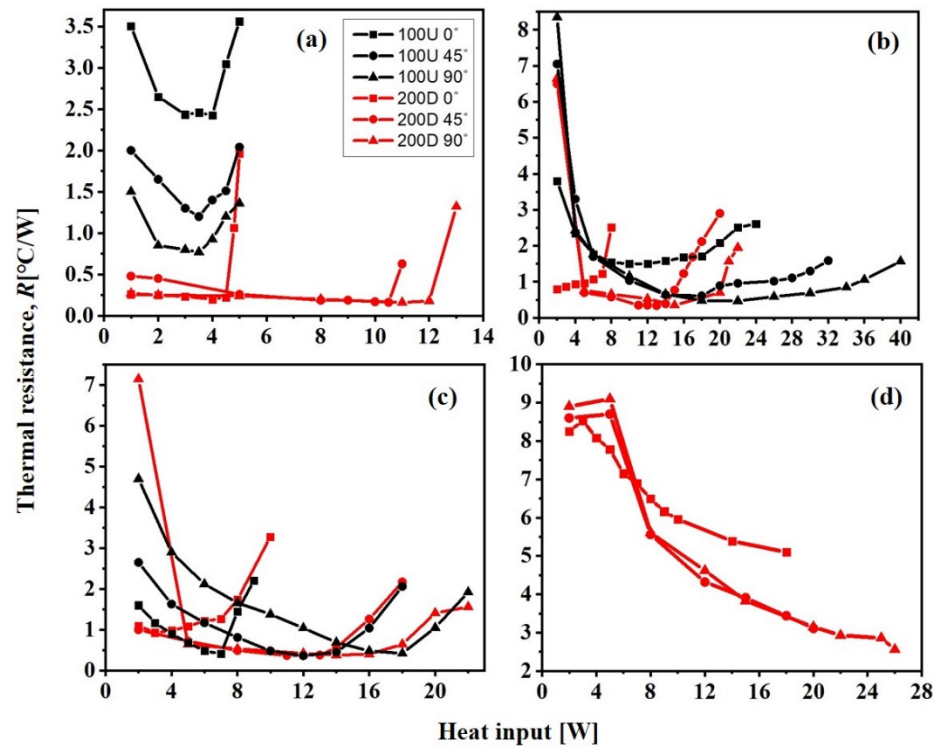 (a)
3.5
3.0
2.5
2.0
1.5
1.0
0.5
0.0
0 2 4 6 8 10 12 14
100U 0°
100U 45°
100U 90°
200D 0°
200D 45°
200D 90°
(b)
8
7
6
5
4
3
2
1
0
0 4 8 12 16 20 24 28 32 36 40
(c)
7
6
5
4
3
2
1
0
0 4 8 12 16 20
(d)
10
9
8
7
6
5
4
3
2
0 4 8 12 16 20 24 28
Thermal resistance, R[°C/W]
Heat input [W]